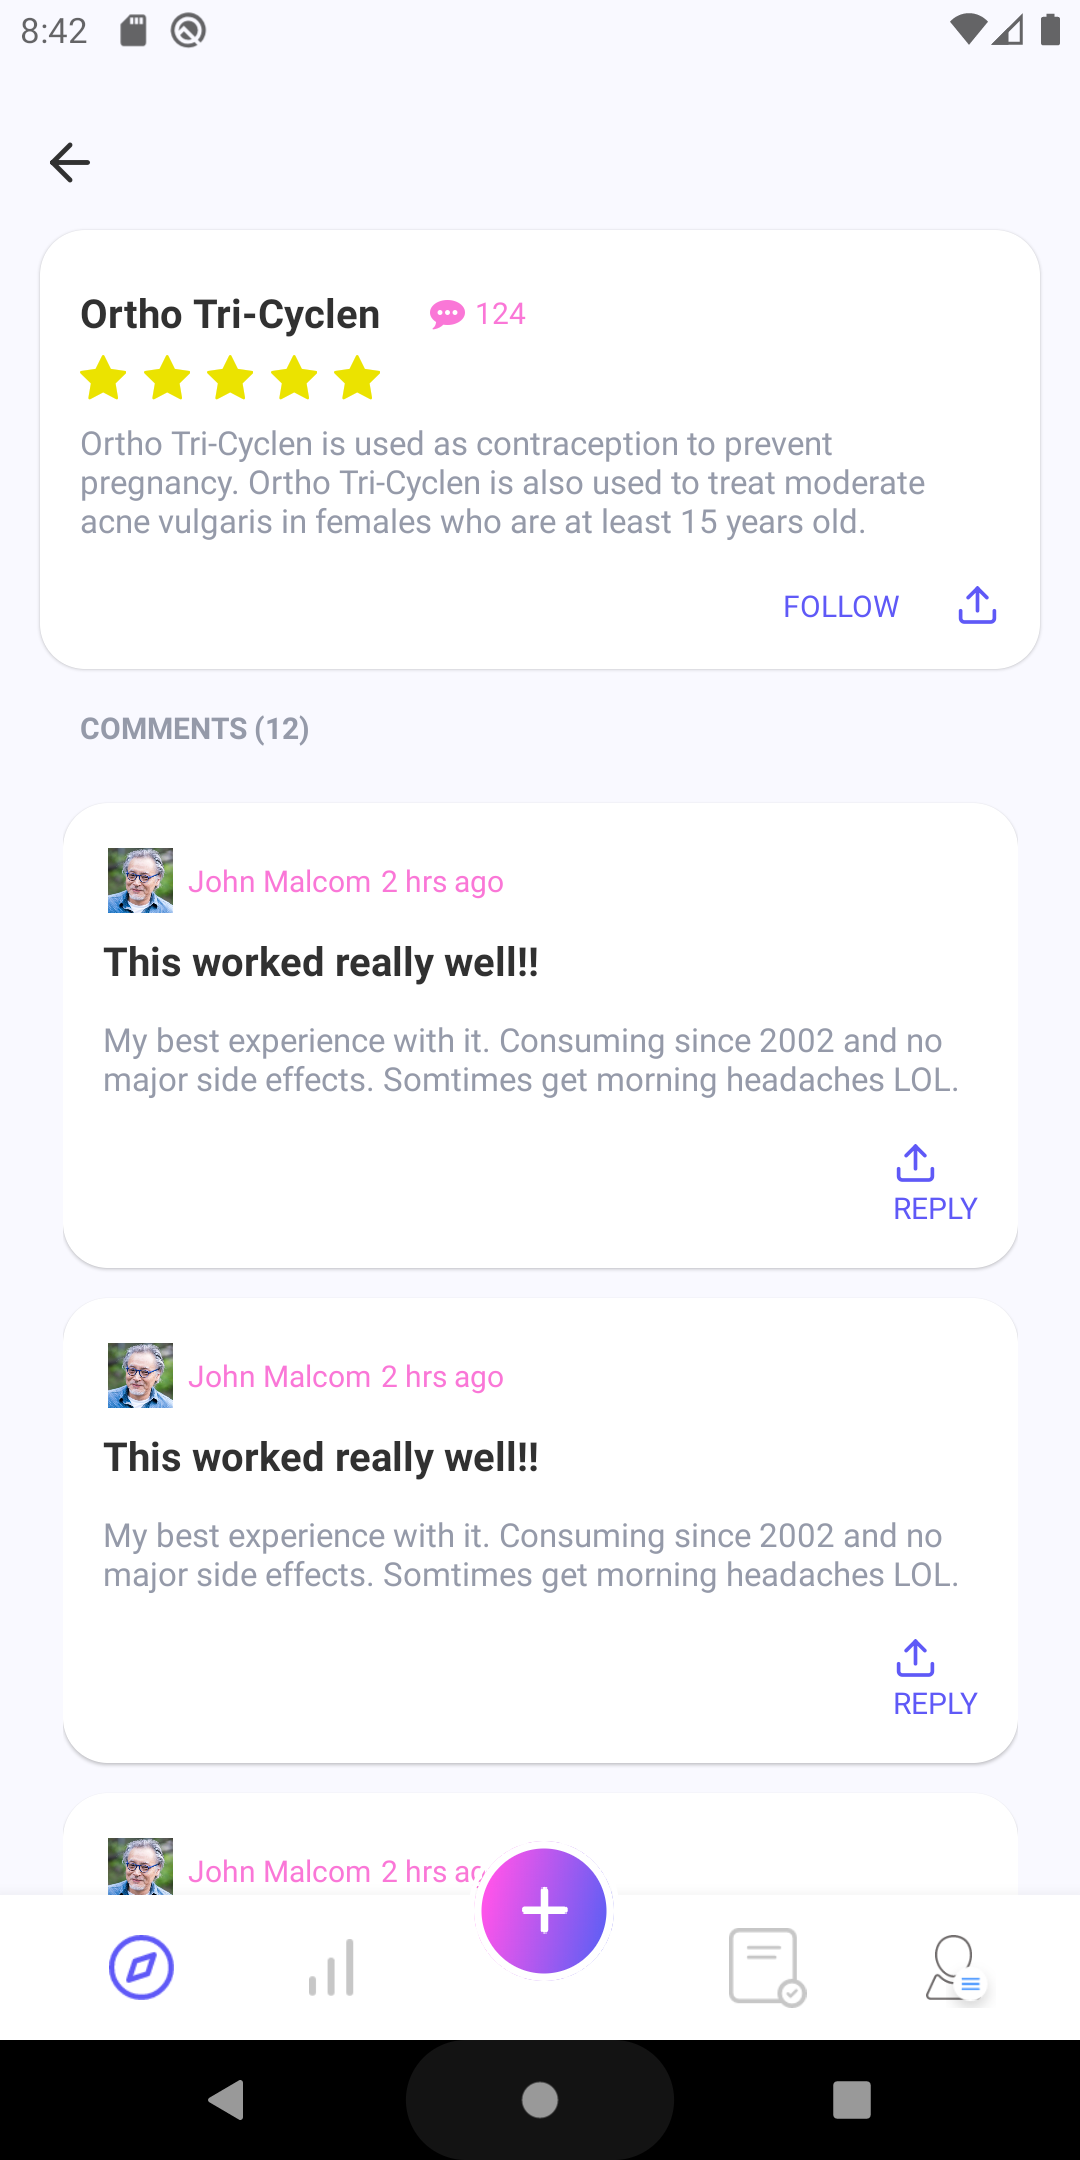 8:42
Ortho Tri-Cyclen 124
Ortho Tri-Cyclen is used as contraception to prevent
pregnancy. Ortho Tri-Cyclen is also used to treat moderate
acne vulgaris in females who are at least 15 years old.
FOLLOW
COMMENTS (12)
John Malcom 2 hrs ago
This worked really well!!
My best experience with it. Consuming since 2002 and no
major side effects. Somtimes get morning headaches LOL.
REPLY
John Malcom 2 hrs ago
This worked really well!!
My best experience with it. Consuming since 2002 and no
major side effects. Somtimes get morning headaches LOL.
REPLY
John Malcom 2 hrs